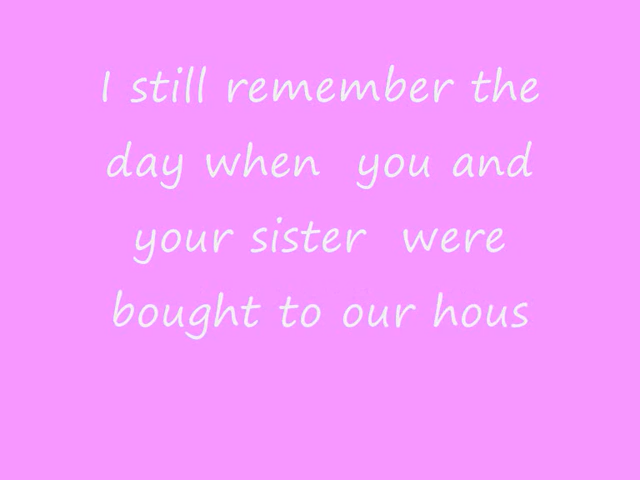 I still remember the
day when  you and
your sister  were
bought to our hous